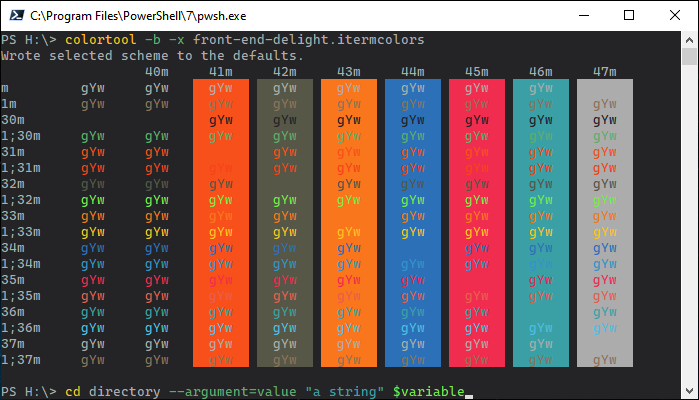 C:\Program Files\PowerShell\7\pwsh.exe
PS H:\> colortool -b -x front-end-delight.itermcolors
Wrote selected scheme to the defaults.
40m 41m 42m 43m 44m 45m 46m 47m
m gYw gYw gYw gYw gYw gYw gYw gYw gYw
1m gYw gYw gYw gYw gYw gYw gYw gYw gYw
30m gYw gYw gYw gYw gYw gYw gYw
1;30m gYw gYw gYw gYw gYw gYw gYw gYw gYw
31m gYw gYw gYw gYw gYw gYw gYw gYw
1;31m gYw gYw gYw gYw gYw gYw gYw gYw gYw
32m gYw gYw gYw gYw gYw gYw gYw gYw
1;32m gYw gYw gYw gYw gYw gYw gYw gYw gYw
33m gYw gYw gYw gYw gYw gYw gYw gYw
1;33m gYw gYw gYw gYw gYw gYw gYw gYw gYw
34m gYw gYw gYw gYw gYw gYw gYw gYw
1;34m gYw gYw gYw gYw gYw gYw gYw gYw gYw
35m gYw gYw gYw gYw gYw gYw gYw gYw
1;35m gYw gYw gYw gYw gYw gYw gYw gYw gYw
36m gYw gYw gYw gYw gYw gYw gYw gYw
1;36m gYw gYw gYw gYw gYw gYw gYw gYw gYw
37m gYw gYw gYw gYw gYw gYw gYw gYw
1;37m gYw gYw gYw gYw gYw gYw gYw gYw gYw
PS H:\> cd directory --argument=value "a string" $variable